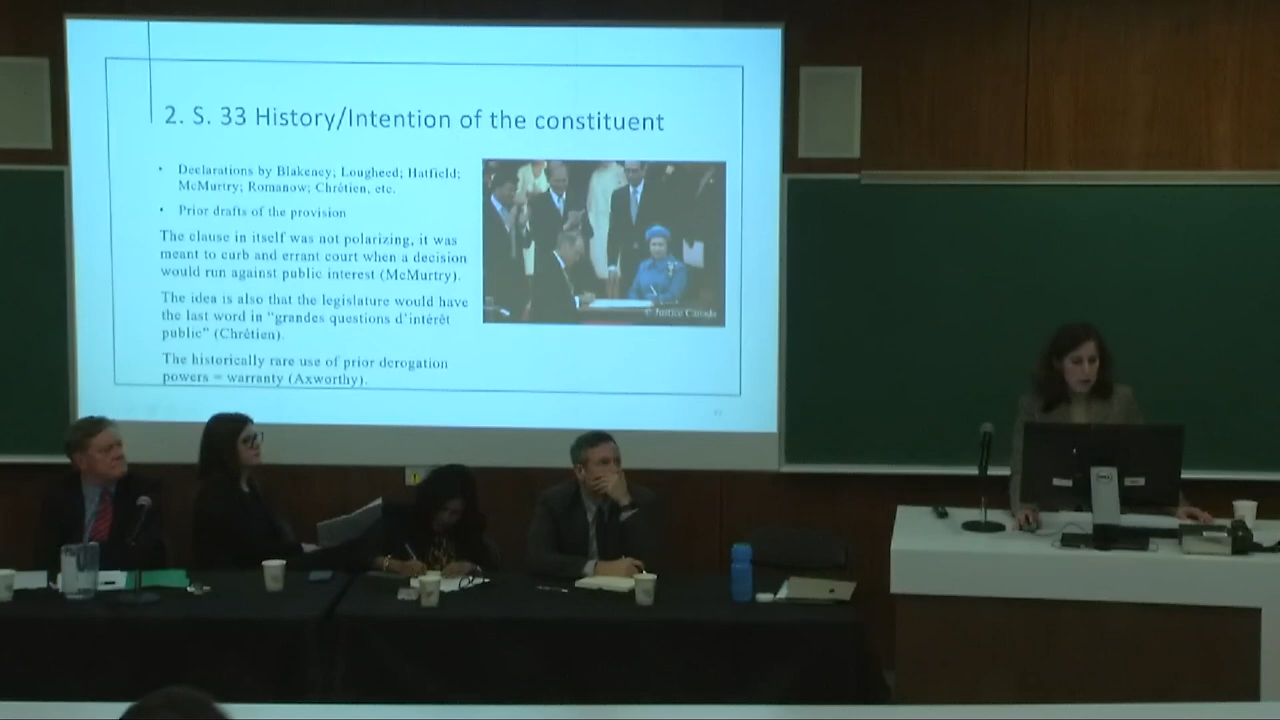 2. S. 33 History/Intention of the constituent
• Declarations by Blakeney; Lougheed; Hatfield;
McMurtry; Romanow; Chrétien, etc.
• Prior drafts of the provision
The clause in itself was not polarizing, it was
meant to curb and errant court when a decision
would run against public interest (McMurtry).
The idea is also that the legislature would have
the last word in "grandes questions d'intérêt
public" (Chrétien).
The historically rare use of prior derogation
powers = warranty (Axworthy).
© Justice Canada
DELL